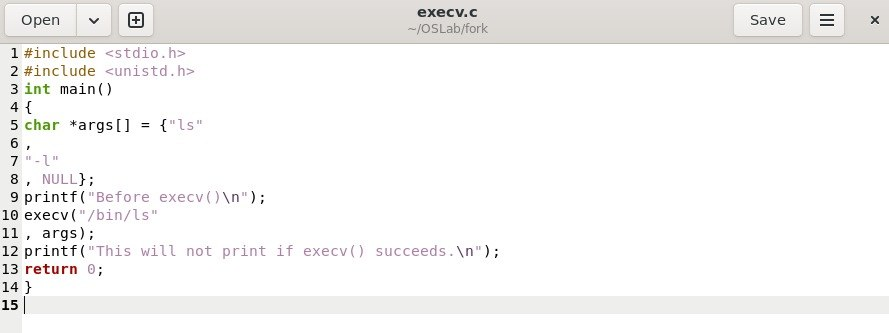 Open
execv.c
~/OSLab/fork
Save
1 #include <stdio.h>
2 #include <unistd.h>
3 int main()
4 {
5 char *args[] = {"ls"
6 ,
7 "-l"
8 , NULL};
9 printf("Before execv()\n");
10 execv("/bin/ls"
11 , args);
12 printf("This will not print if execv() succeeds.\n");
13 return 0;
14 }
15